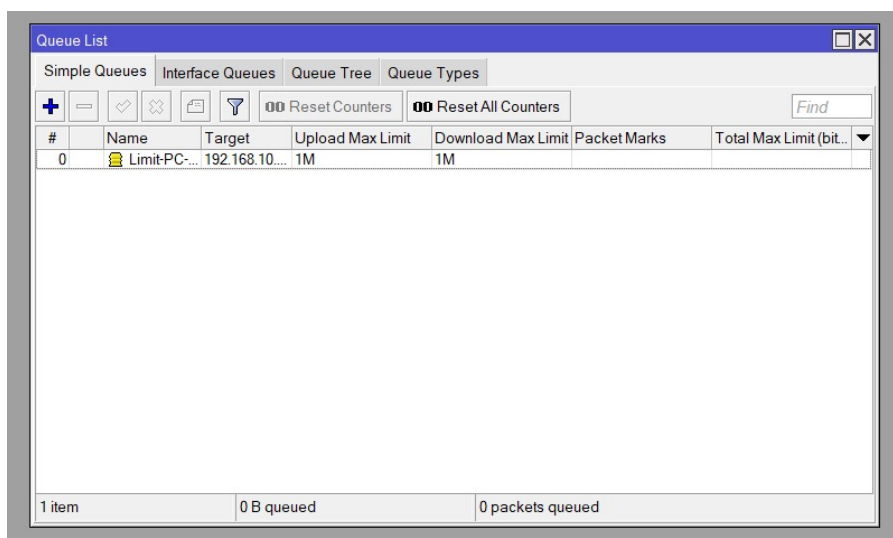 Queue List
Simple Queues Interface Queues Queue Tree Queue Types
00 Reset Counters 00 Reset All Counters Find
# Name Target Upload Max Limit Download Max Limit Packet Marks Total Max Limit (bit...
0 Limit-PC-... 192.168.10.... 1M 1M
1 item 0 B queued 0 packets queued